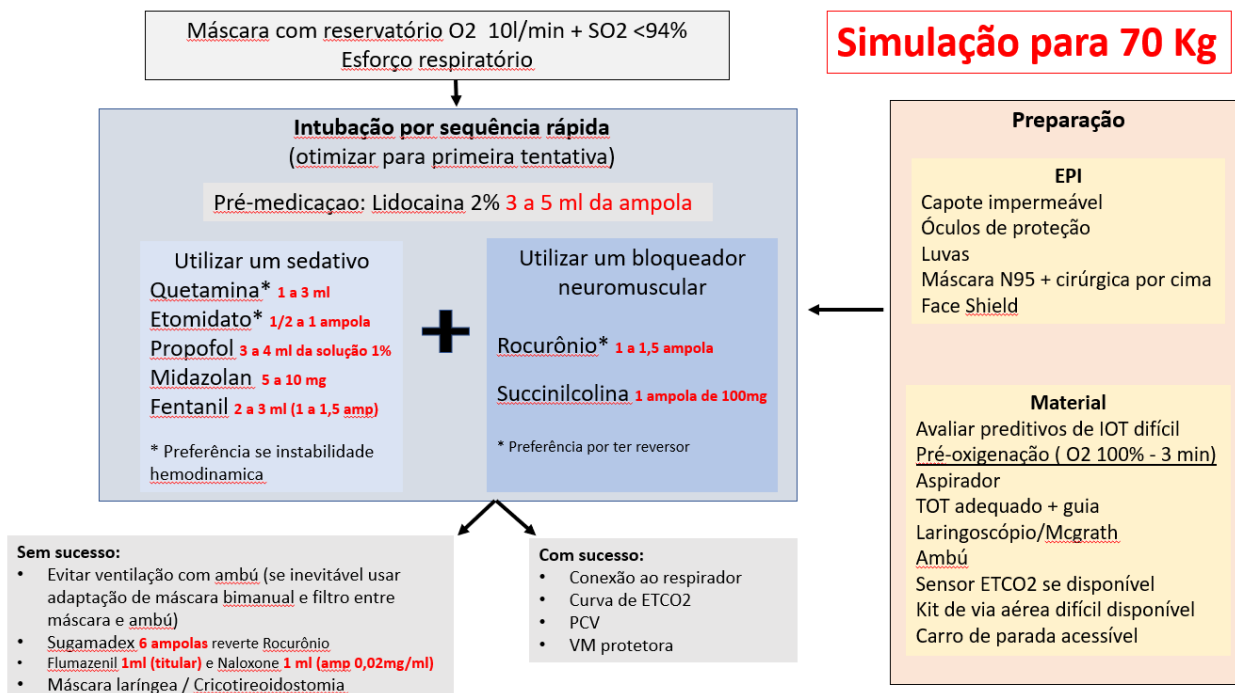 Máscara com reservatório O2  10l/min + SO2 <94%
Esforço respiratório
Simulação para 70 Kg
Intubação por sequência rápida
(otimizar para primeira tentativa)
Pré-medicaçao: Lidocaina 2% 3 a 5 ml da ampola
Utilizar um sedativo
Quetamina* 1 a 3 ml
Etomidato* 1/2 a 1 ampola
Propofol 3 a 4 ml da solução 1%
Midazolan 5 a 10 mg
Fentanil 2 a 3 ml (1 a 1,5 amp)
* Preferência se instabilidade
hemodinamica
+
Utilizar um bloqueador
neuromuscular
Rocurônio* 1 a 1,5 ampola
Succinilcolina 1 ampola de 100mg
* Preferência por ter reversor
Preparação
EPI
Capote impermeável
Óculos de proteção
Luvas
Máscara N95 + cirúrgica por cima
Face Shield
Material
Avaliar preditivos de IOT difícil
Pré-oxigenação ( O2 100% - 3 min)
Aspirador
TOT adequado + guia
Laringoscópio/Mcgrath
Ambú
Sensor ETCO2 se disponível
Kit de via aérea difícil disponível
Carro de parada acessível
Sem sucesso:
• Evitar ventilação com ambú (se inevitável usar
adaptação de máscara bimanual e filtro entre
máscara e ambú)
• Sugamadex 6 ampolas reverte Rocurônio
• Flumazenil 1ml (titular) e Naloxone 1 ml (amp 0,02mg/ml)
• Máscara laríngea / Cricotireoidostomia
Com sucesso:
• Conexão ao respirador
• Curva de ETCO2
• PCV
• VM protetora